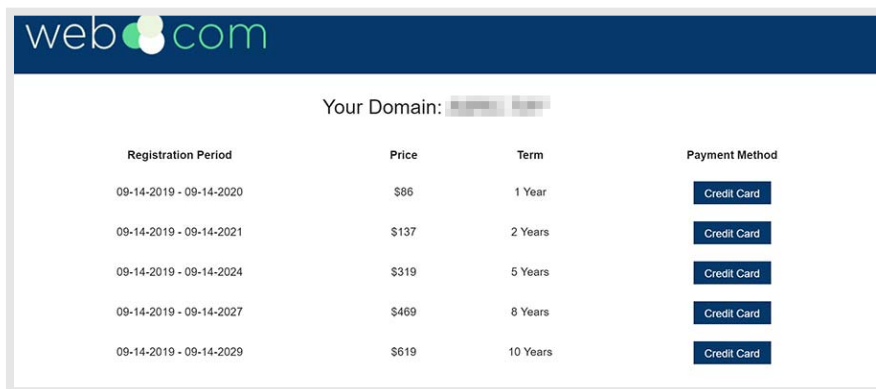 web com
Your Domain:
Registration Period Price Term Payment Method
09-14-2019 - 09-14-2020 $86 1 Year Credit Card
09-14-2019 - 09-14-2021 $137 2 Years Credit Card
09-14-2019 - 09-14-2024 $319 5 Years Credit Card
09-14-2019 - 09-14-2027 $469 8 Years Credit Card
09-14-2019 - 09-14-2029 $619 10 Years Credit Card